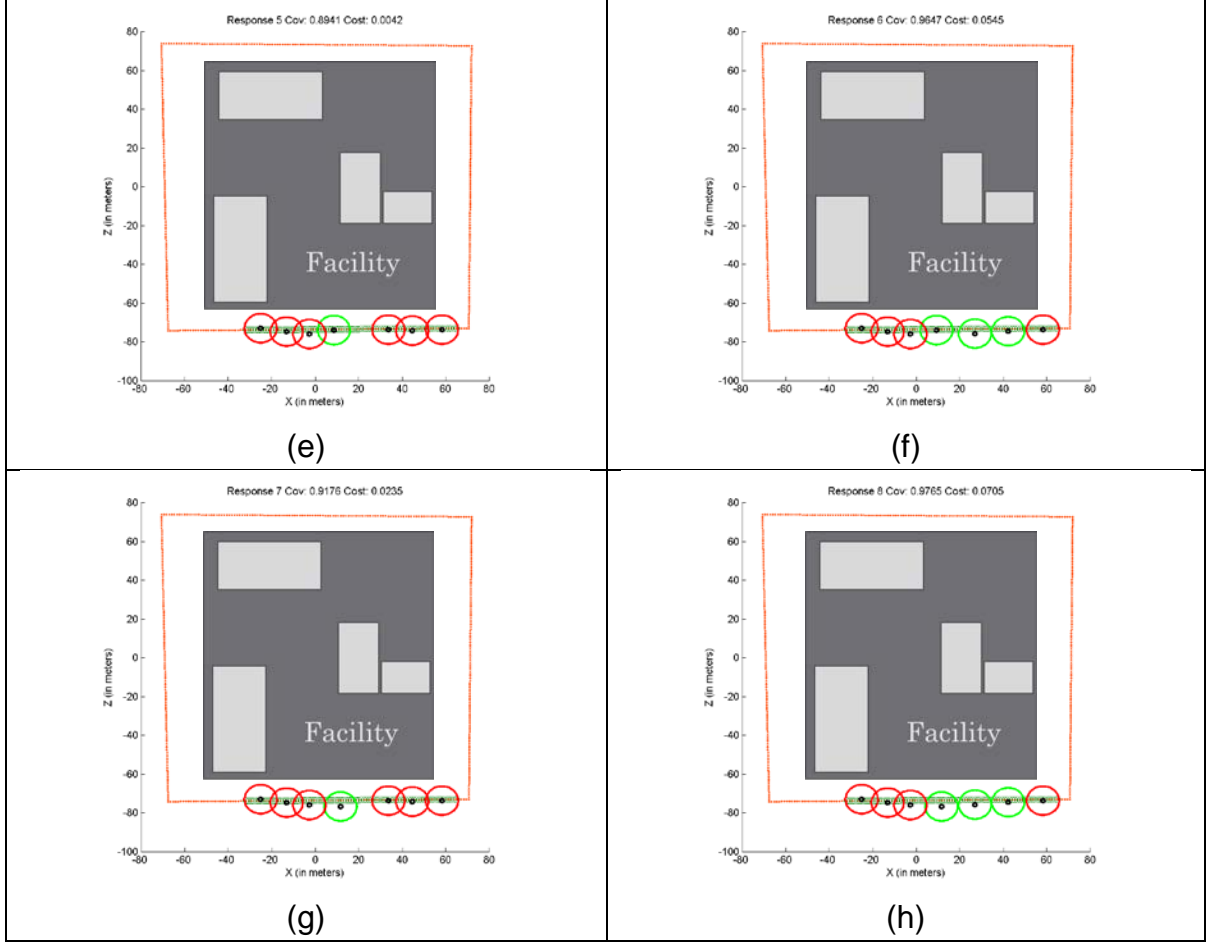 Response 5 Cov: 0.8941 Cost: 0.0042
80
60
40
20
0
-20
-40
-60
-80
-100
Z (in meters)
Facility
-80 -60 -40 -20 0 20 40 60 80
X (in meters)
(e)
Response 6 Cov: 0.9647 Cost: 0.0545
80
60
40
20
0
-20
-40
-60
-80
-100
Z (in meters)
Facility
-80 -60 -40 -20 0 20 40 60 80
X (in meters)
(f)
Response 7 Cov: 0.9176 Cost: 0.0235
80
60
40
20
0
-20
-40
-60
-80
-100
Z (in meters)
Facility
-80 -60 -40 -20 0 20 40 60 80
X (in meters)
(g)
Response 8 Cov: 0.9765 Cost: 0.0705
80
60
40
20
0
-20
-40
-60
-80
-100
Z (in meters)
Facility
-80 -60 -40 -20 0 20 40 60 80
X (in meters)
(h)